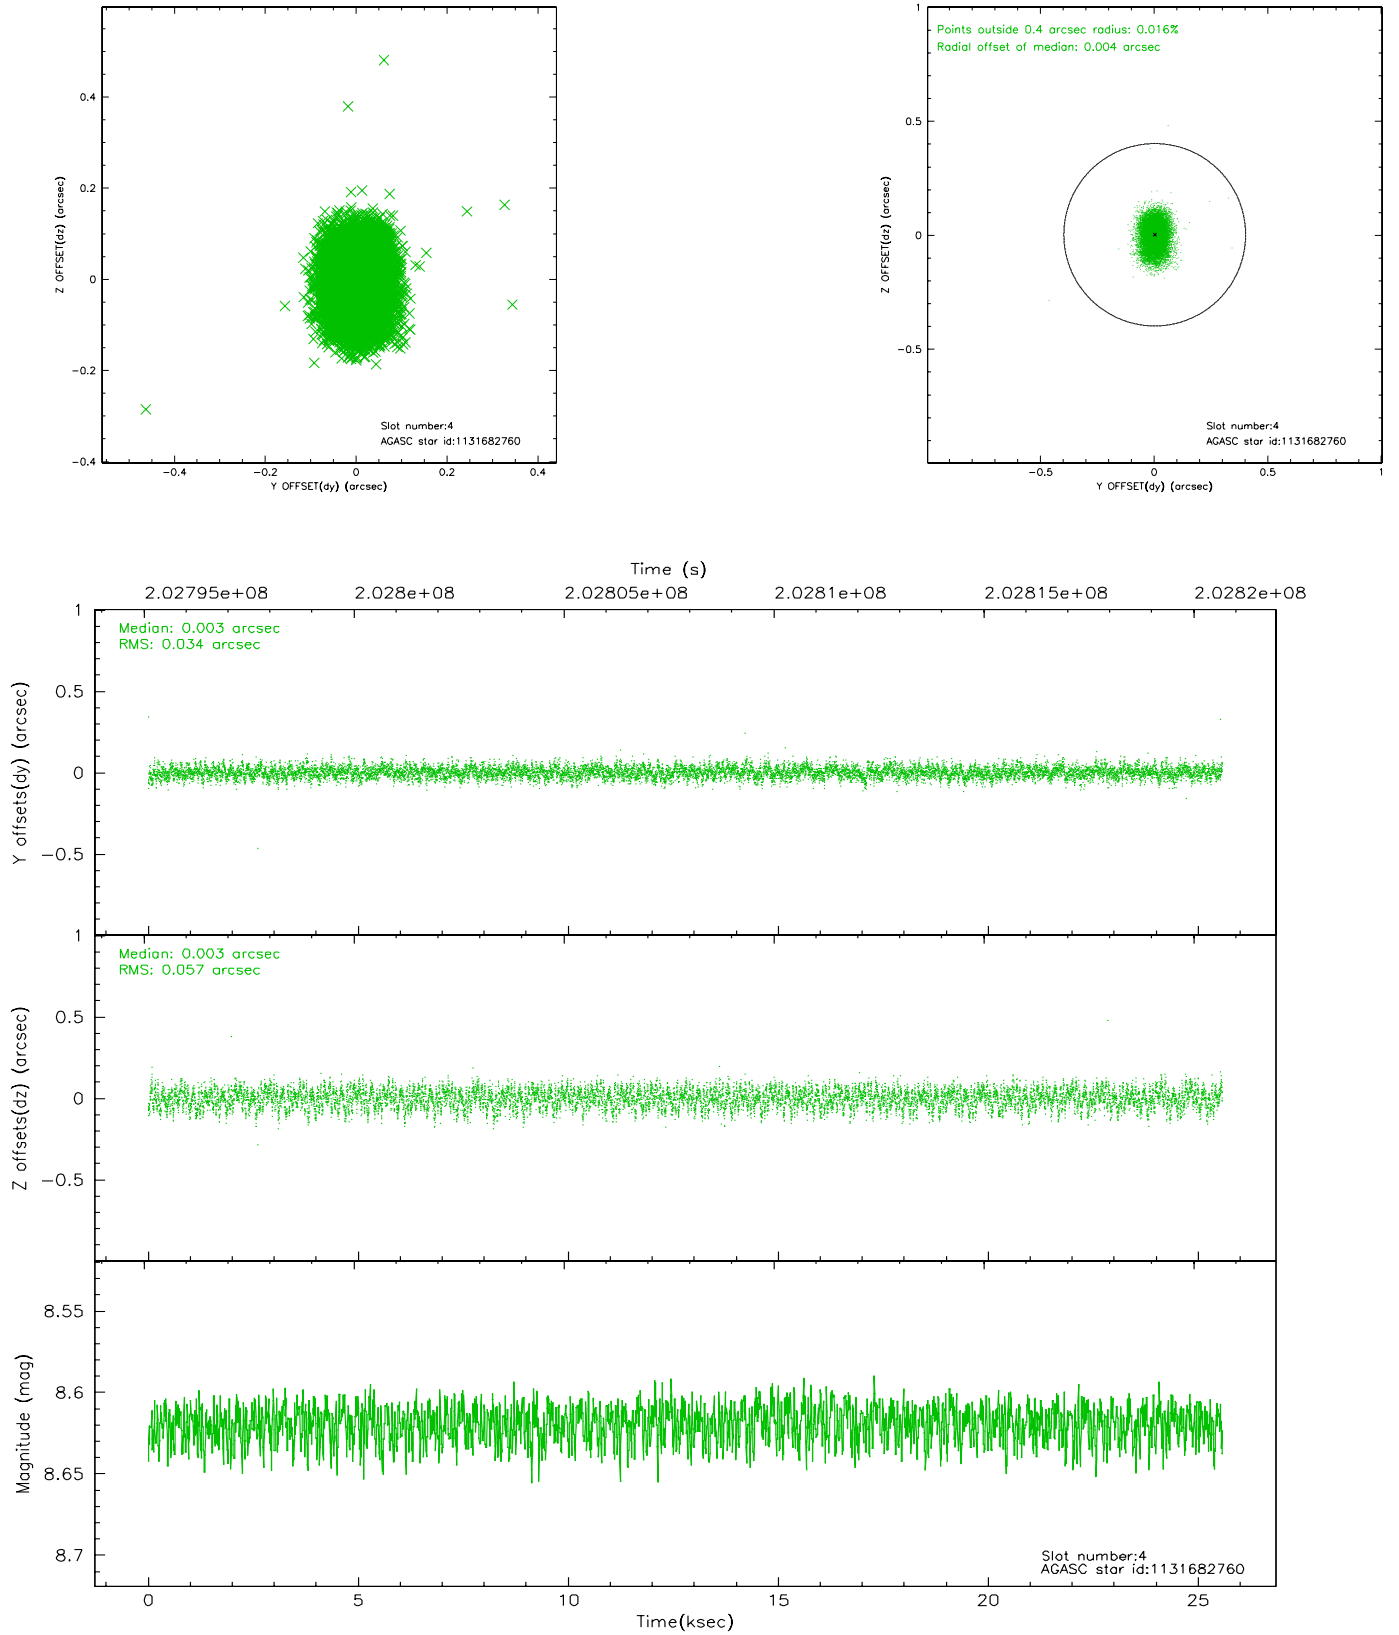 0.4
0.2
0
−0.2
−0.4
Z OFFSET(dz) (arcsec)
Slot number:4
AGASC star id:1131682760
−0.4 −0.2 0 0.2 0.4
Y OFFSET(dy) (arcsec)
1
0.5
0
−0.5
Z OFFSET(dz) (arcsec)
Points outside 0.4 arcsec radius: 0.016%
Radial offset of median: 0.004 arcsec
Slot number:4
AGASC star id:1131682760
−0.5 0 0.5 1
Y OFFSET(dy) (arcsec)
Time (s)
2.02795e+08 2.028e+08 2.02805e+08 2.0281e+08 2.02815e+08 2.0282e+08
1
0.5
0
−0.5
Y offsets(dy) (arcsec)
Median: 0.003 arcsec
RMS: 0.034 arcsec
1
0.5
0
−0.5
Z offsets(dz) (arcsec)
Median: 0.003 arcsec
RMS: 0.057 arcsec
8.55
8.6
8.65
8.7
Magnitude (mag)
Slot number:4
AGASC star id:1131682760
0 5 10 15 20 25
Time(ksec)